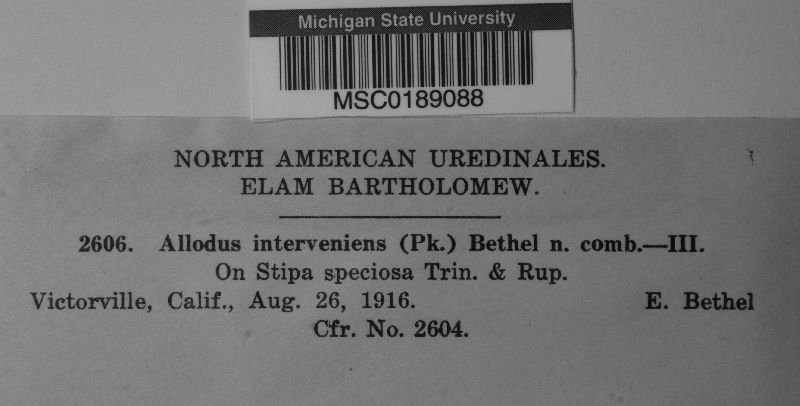 Michigan State University
MSC0189088
NORTH AMERICAN UREDINALES.
ELAM BARTHOLOMEW.
2606. Allodus interveniens (Pk.) Bethel n. comb.—III.
On Stipa speciosa Trin. & Rup.
Victorville, Calif., Aug. 26, 1916. E. Bethel
Cfr. No. 2604.